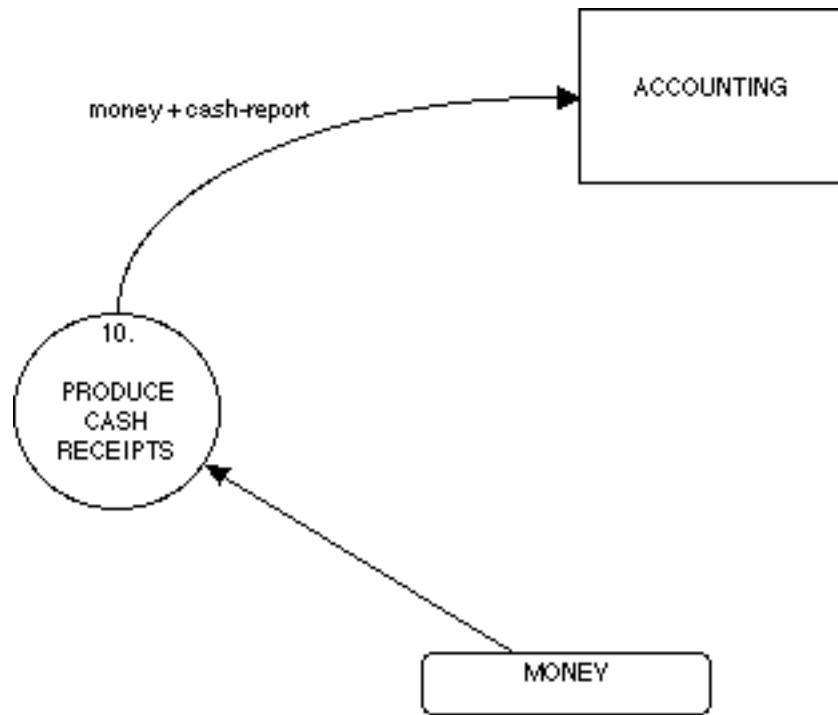 ACCOUNTING
money + cash-report
10.
PRODUCE
CASH
RECEIPTS
MONEY